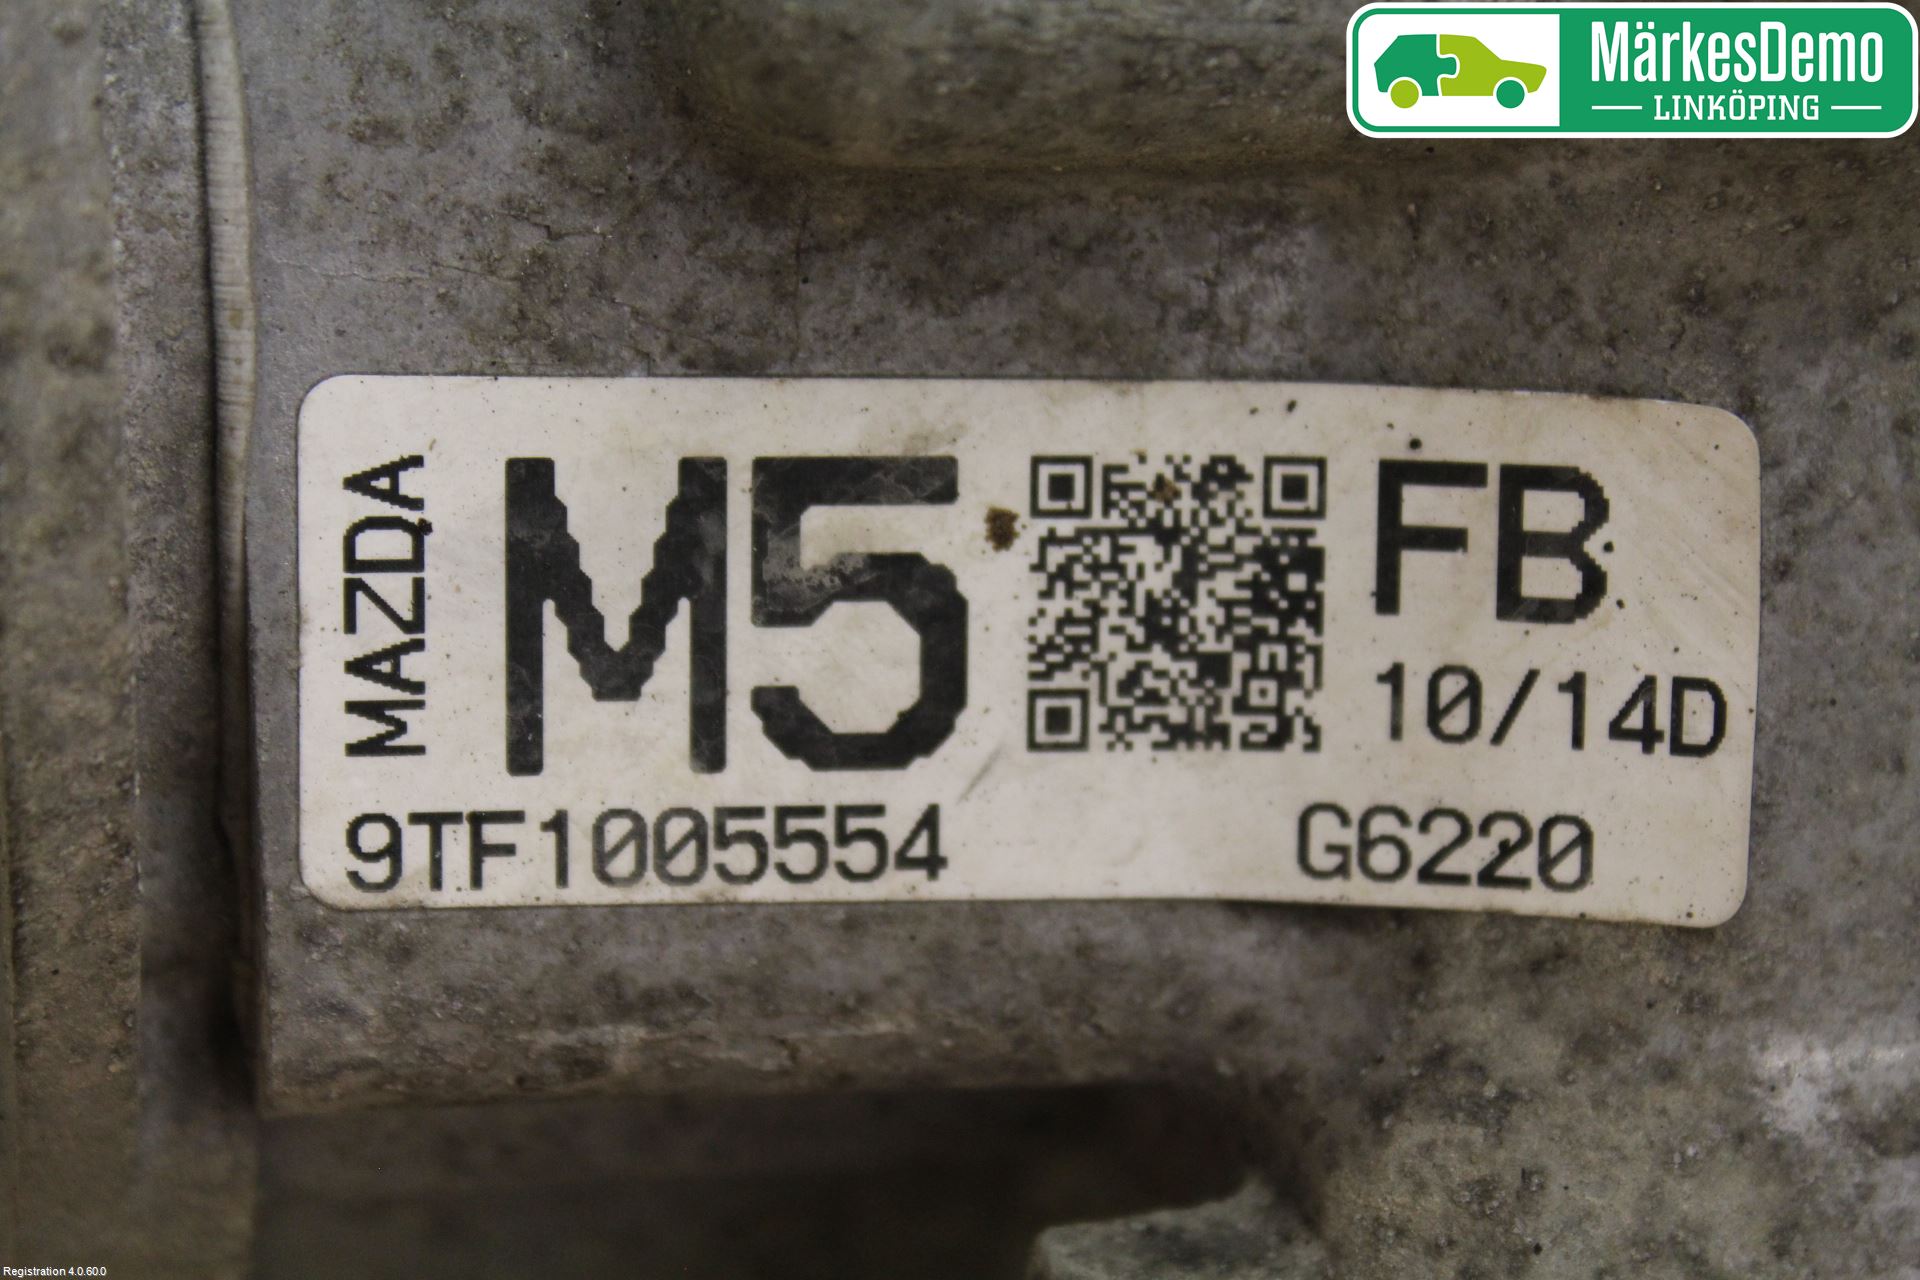 MärkesDemo
LINKÖPING
MAZDA
M5
FB
10/14D
9TF1005554
G6220
Registration 4.0.60.0